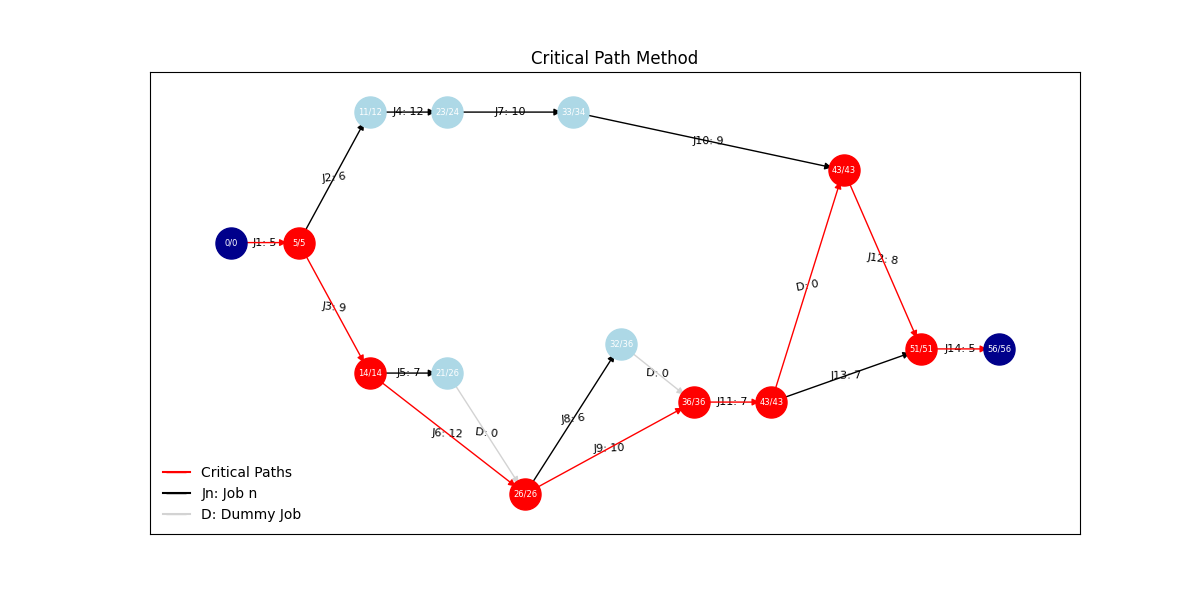 Critical Path Method
11/12
J4: 12
23/24
J7: 10
33/34
J10: 9
43/43
J2: 6
0/0
J1: 5
5/5
J12: 8
D: 0
J3: 9
32/36
51/51
J14: 5
56/56
14/14
J5: 7
21/26
D: 0
J13: 7
36/36
J11: 7
43/43
J8: 6
J6: 12
D: 0
J9: 10
26/26
Critical Paths
Jn: Job n
D: Dummy Job